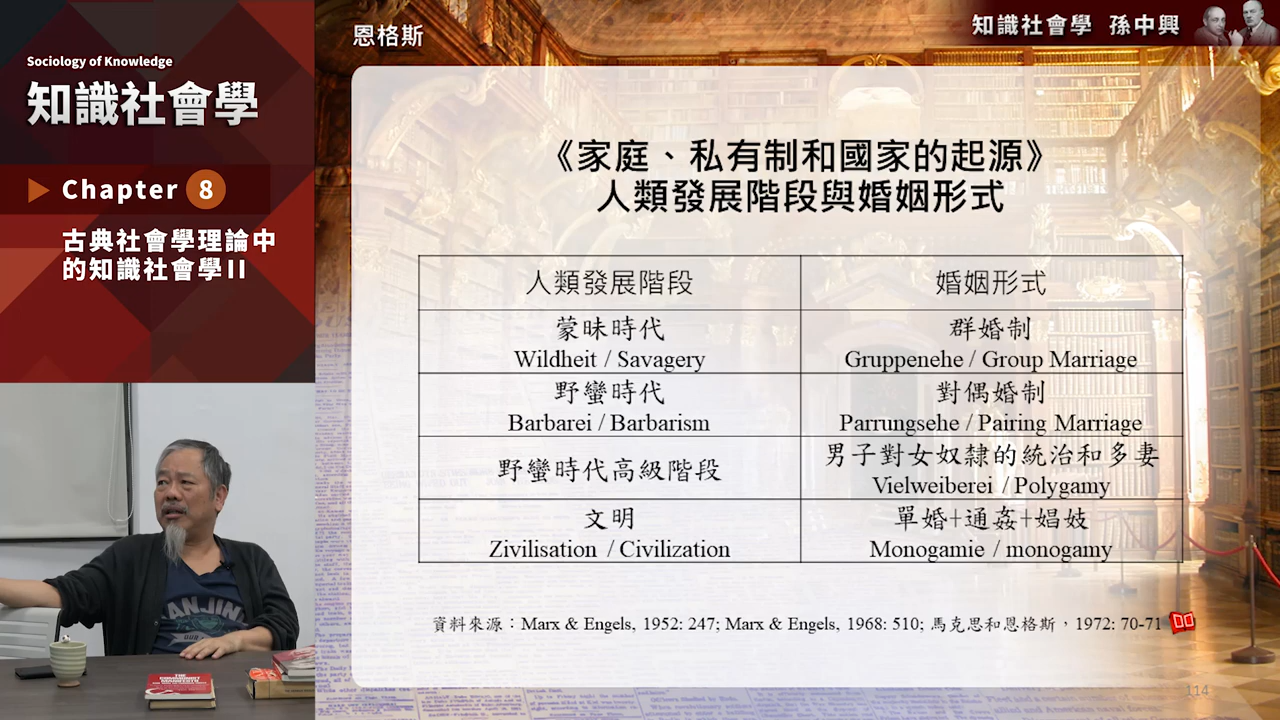 Sociology of Knowledge
知識社會學
Chapter 8
古典社會學理論中
的知識社會學II
恩格斯
知識社會學 孫中興
《家庭、私有制和國家的起源》
人類發展階段與婚姻形式
人類發展階段
婚姻形式
蒙昧時代
Wildheit / Savagery
群婚制
Gruppenehe / Group Marriage
野蠻時代
Barbarei / Barbarism
對偶婚制
Parrungsehe / Pairing Marriage
野蠻時代高級階段
男子對女奴隸的統治和多妻
Vielweiberei / Polygamy
文明
Zivilisation / Civilization
單婚+通姦+娼妓
Monogamie / monogamy
資料來源：Marx & Engels, 1952: 247; Marx & Engels, 1968: 510; 馬克思和恩格斯，1972: 70-71
114